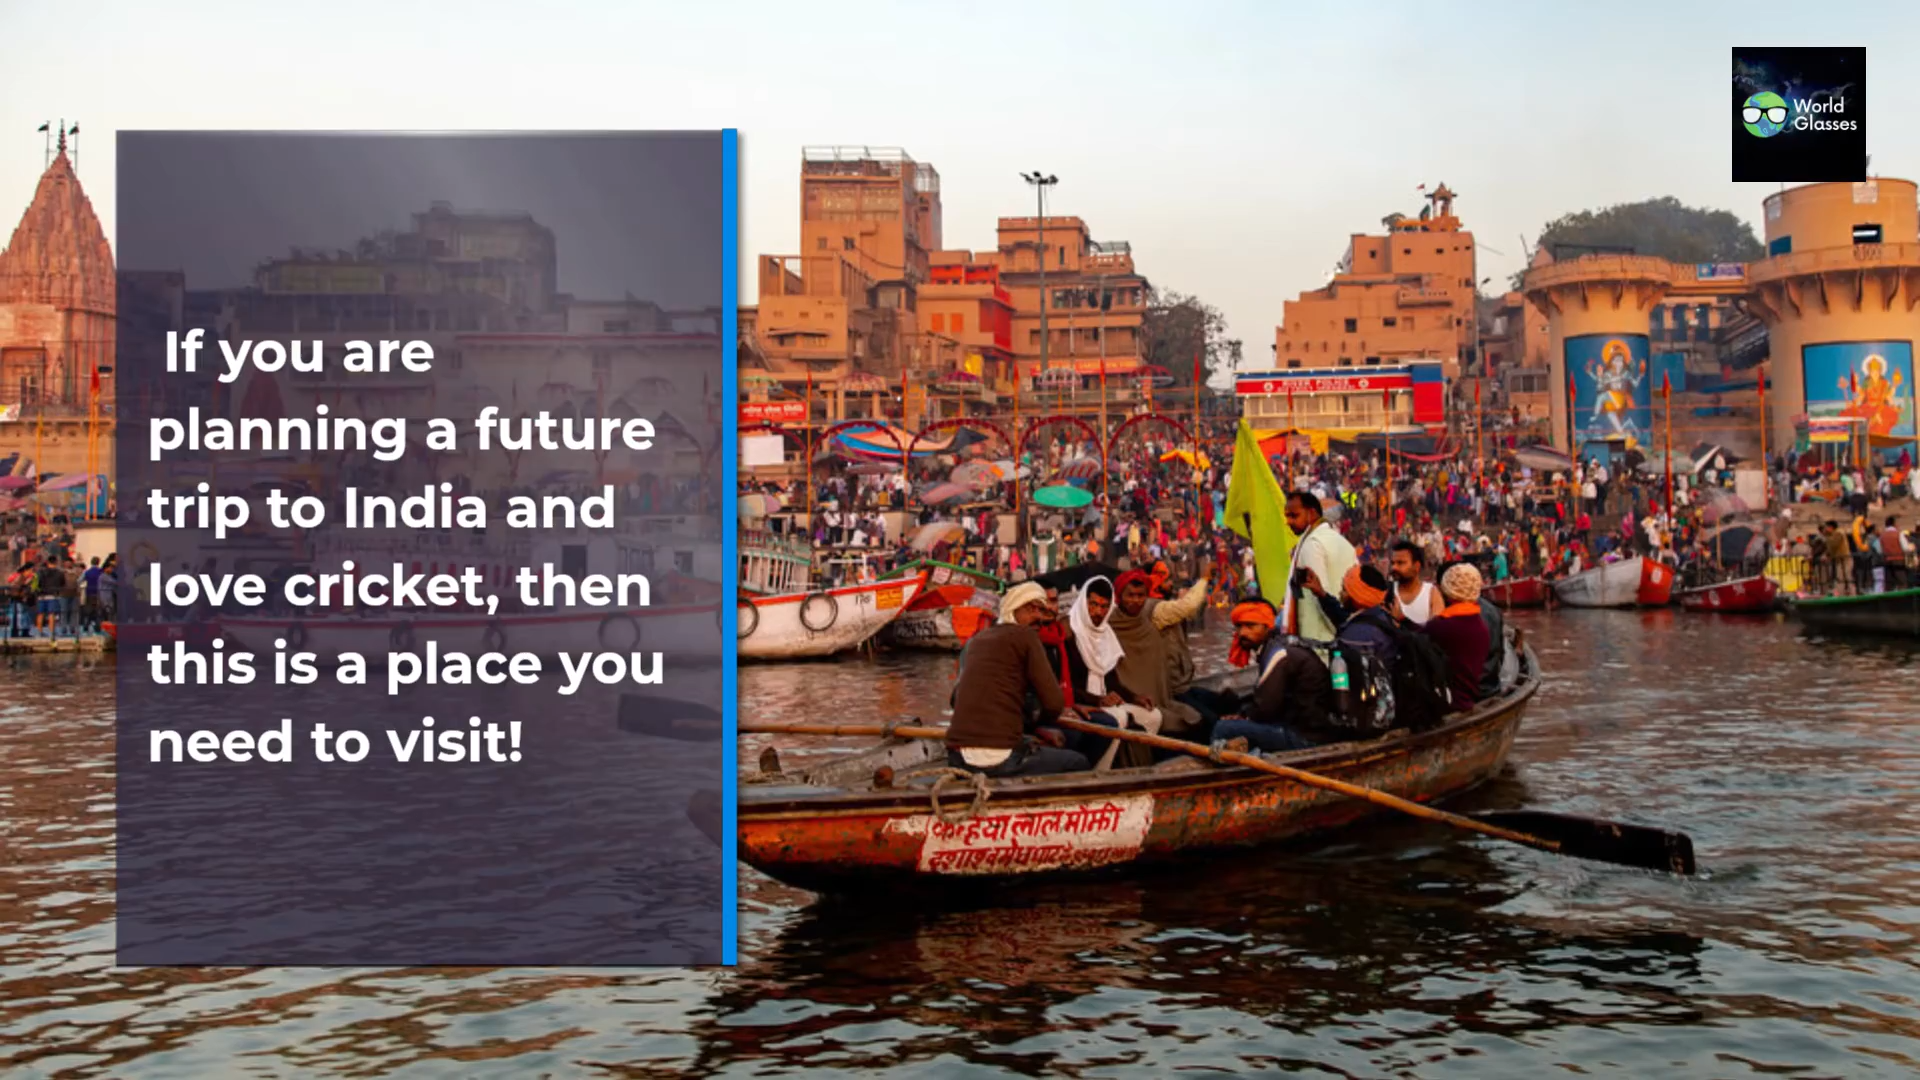 World
Glasses
If you are
planning a future
trip to India and
love cricket, then
this is a place you
need to visit!
कन्हैया लाल मांझी